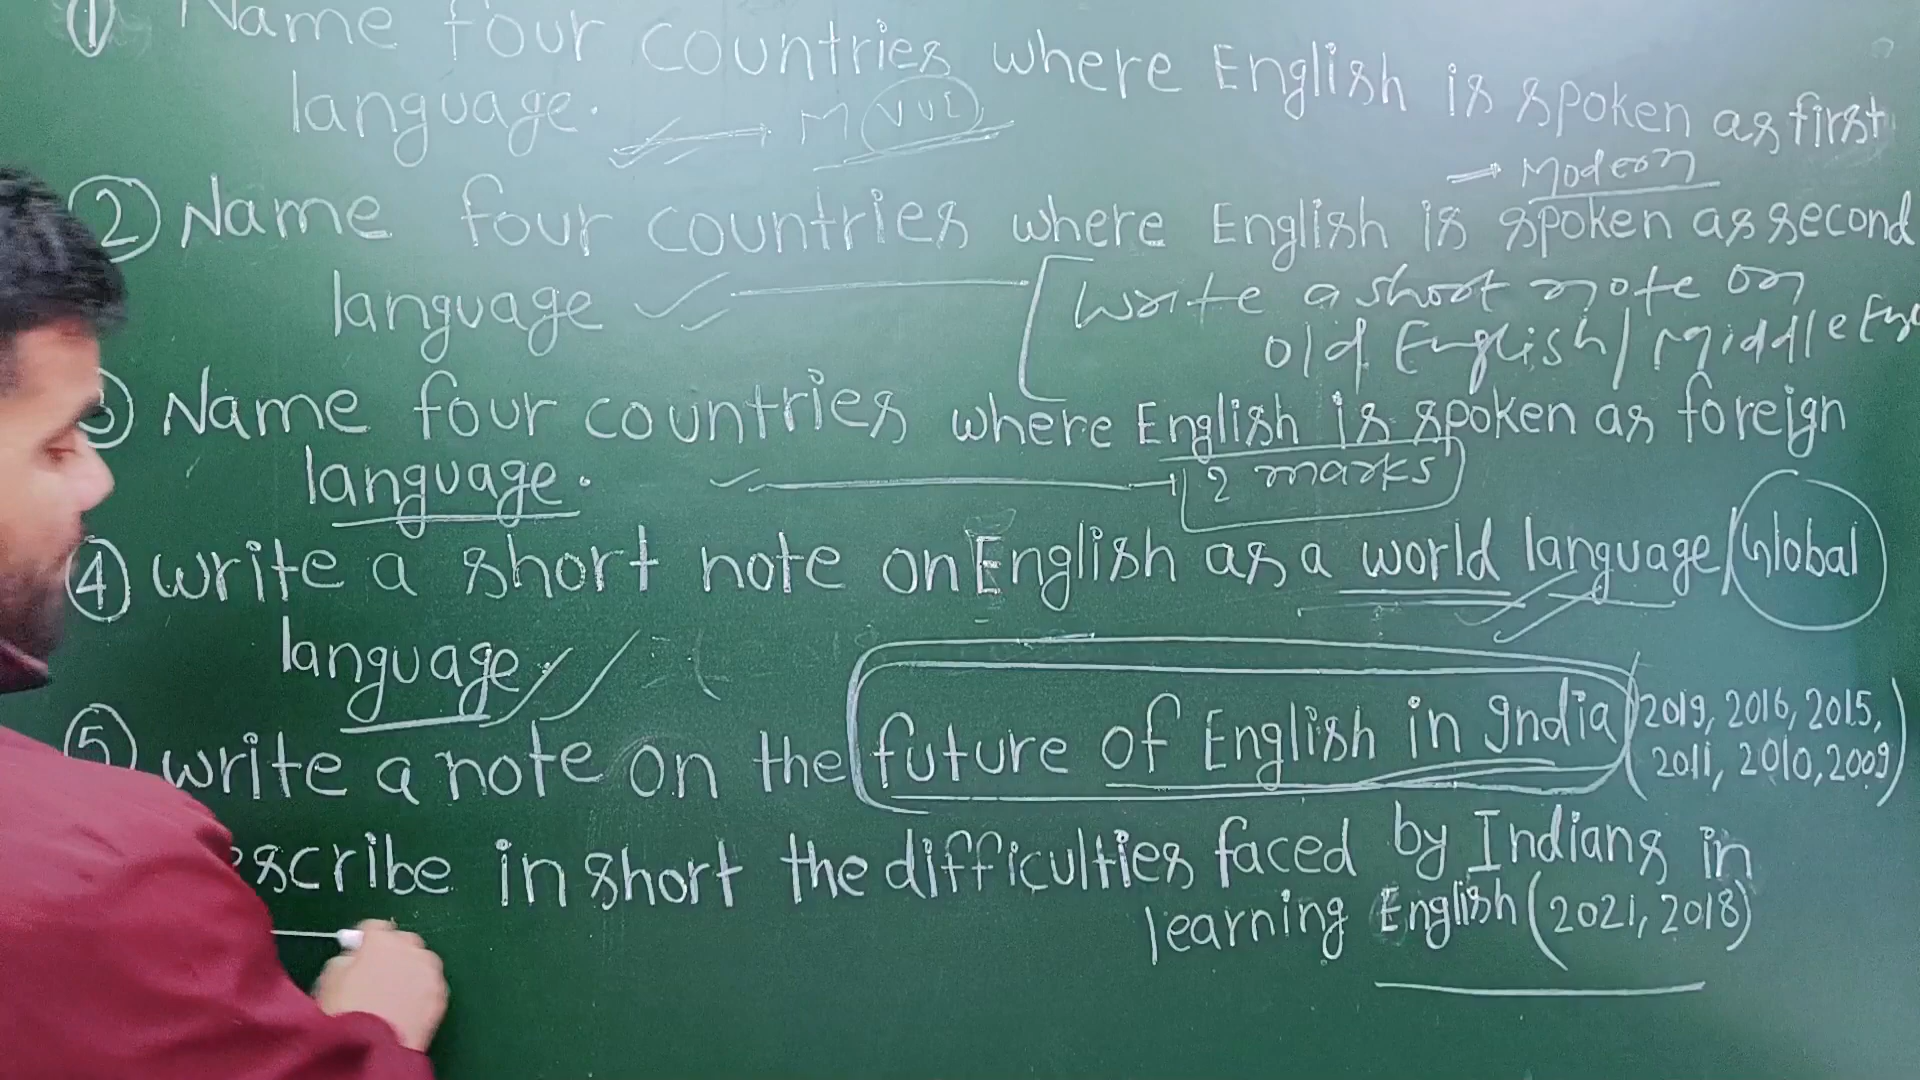 ① Name four countries where English is spoken as first
language. → M VVI
→ Modern
② Name four countries where English is spoken as second
language
[Write a short note on
old English / Middle Eng
Name four countries where English is spoken as foreign
language. → 2 marks
④ write a short note on English as a world language / Global
language.
⑤ write a note on the future of English in India (2019, 2016, 2015,
2011, 2010, 2009)
escribe in short the difficulties faced by Indians in
learning English (2021, 2018)